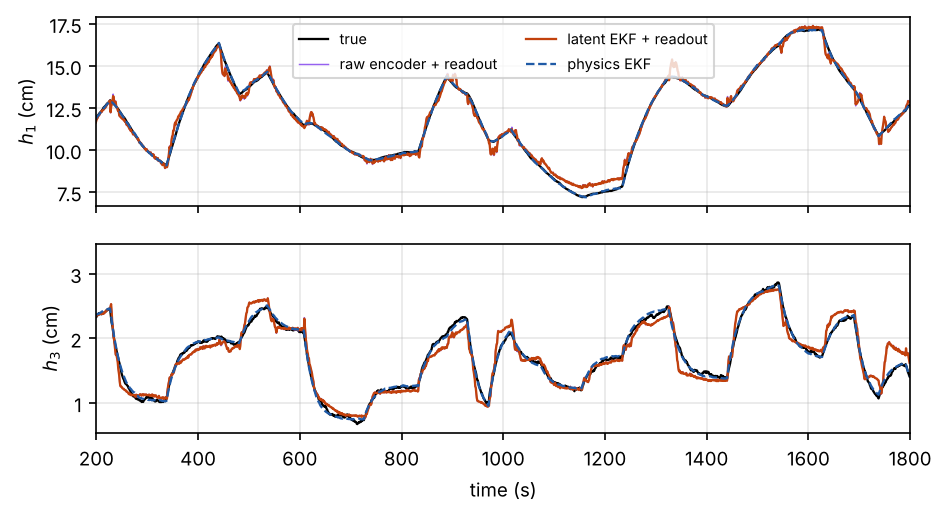 17.5
15.0
12.5
10.0
7.5
h₁ (cm)
true
raw encoder + readout
latent EKF + readout
physics EKF
3
2
1
h₃ (cm)
200
400
600
800
1000
1200
1400
1600
1800
time (s)